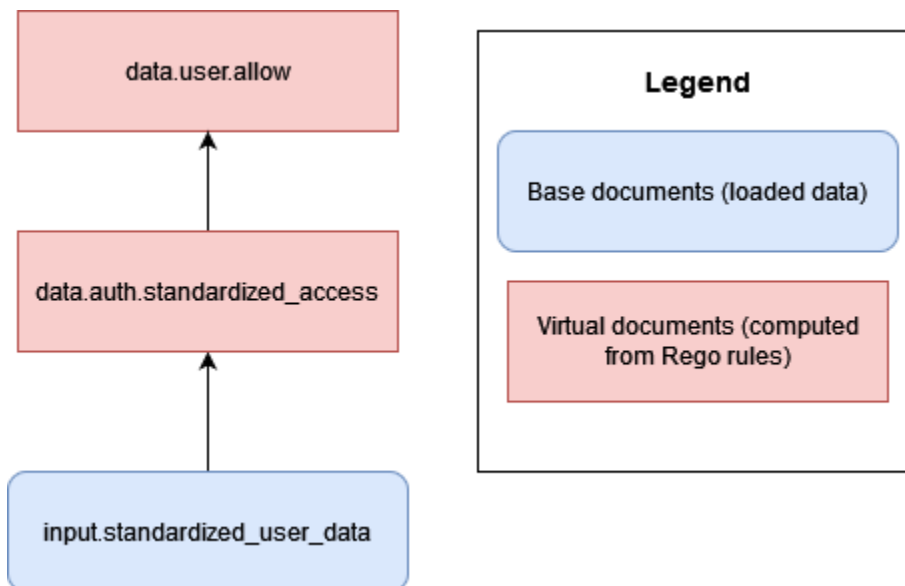 data.user.allow
data.auth.standardized_access
input.standardized_user_data
Legend
Base documents (loaded data)
Virtual documents (computed
from Rego rules)